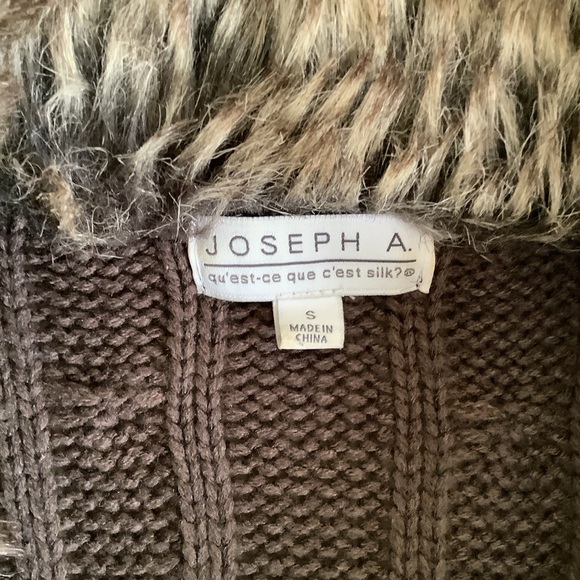 JOSEPH A.
qu'est-ce que c'est silk?®
S
MADE IN
CHINA